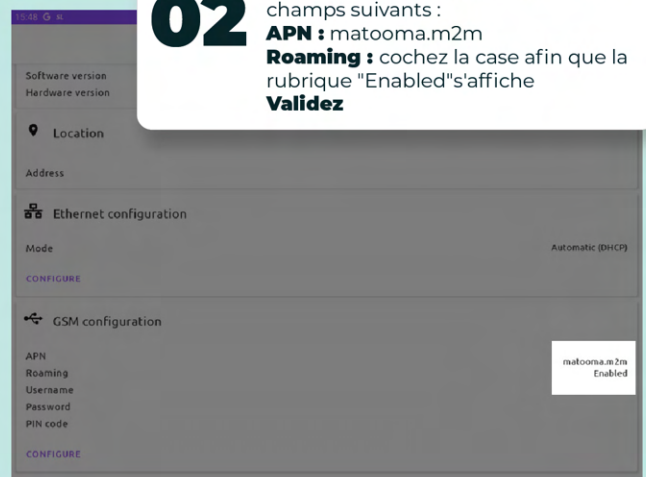 15:48 G
02
champs suivants :
APN : matooma.m2m
Roaming : cochez la case afin que la
rubrique "Enabled"s'affiche
Validez
Software version
Hardware version
Location
Address
Ethernet configuration
Mode Automatic (DHCP)
CONFIGURE
GSM configuration
APN matooma.m2m
Roaming Enabled
Username
Password
PIN code
CONFIGURE